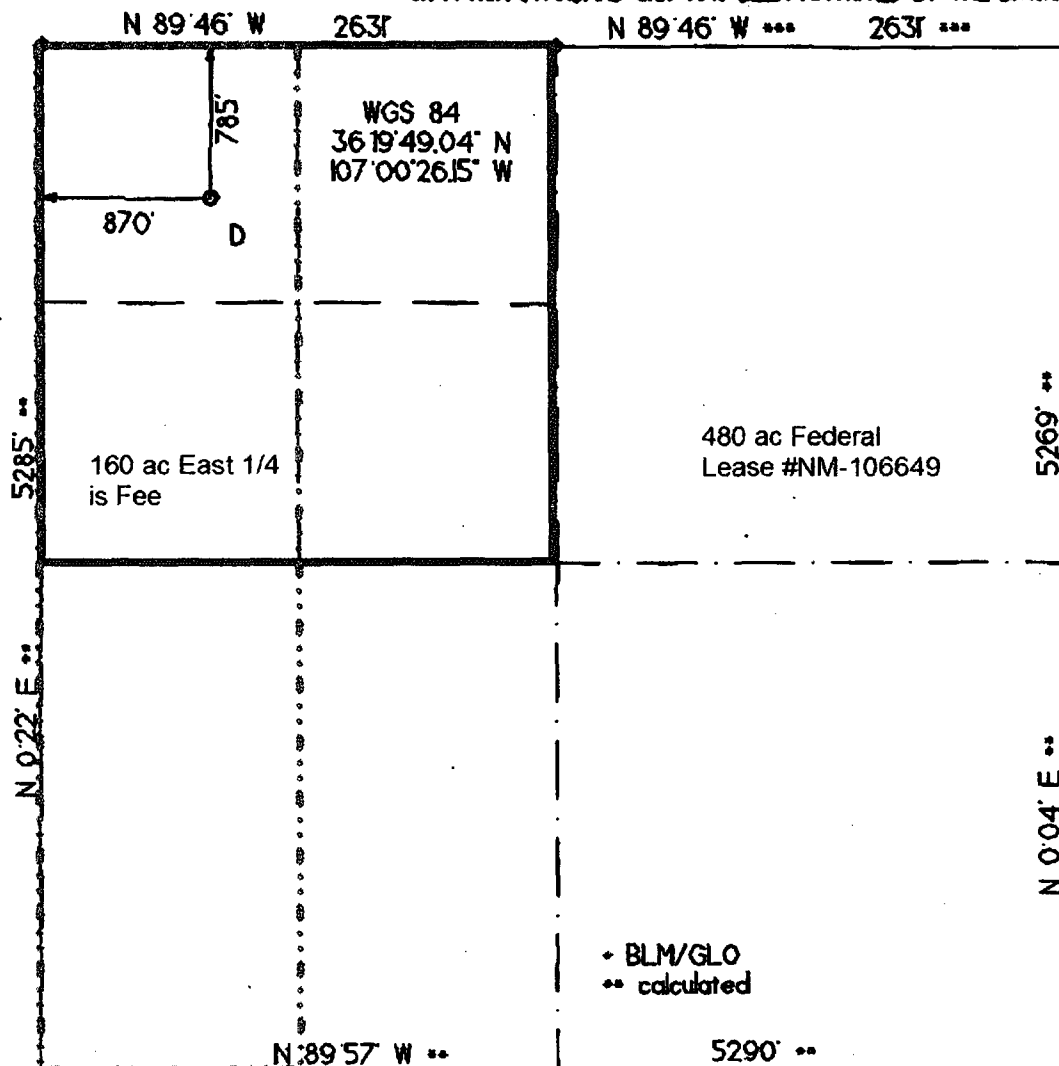 N 89°46' W 2631' N 89°46' W *** 2631' ***
785'
WGS 84
36°19'49.04" N
107°00'26.15" W
870'
D
5285' **
160 ac East 1/4
is Fee
480 ac Federal
Lease #NM-106649
5269' **
N 0°22' E **
N 0°04' E **
* BLM/GLO
** calculated
N 89°57' W ** 5290' **